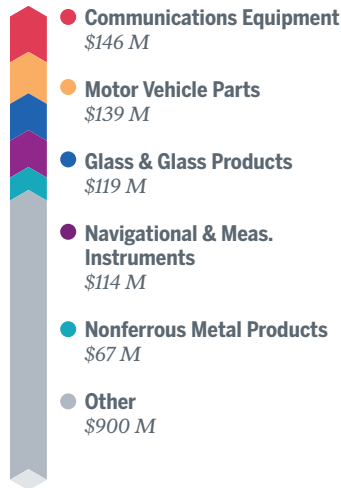 Communications Equipment
$146 M
Motor Vehicle Parts
$139 M
Glass & Glass Products
$119 M
Navigational & Meas.
Instruments
$114 M
Nonferrous Metal Products
$67 M
Other
$900 M